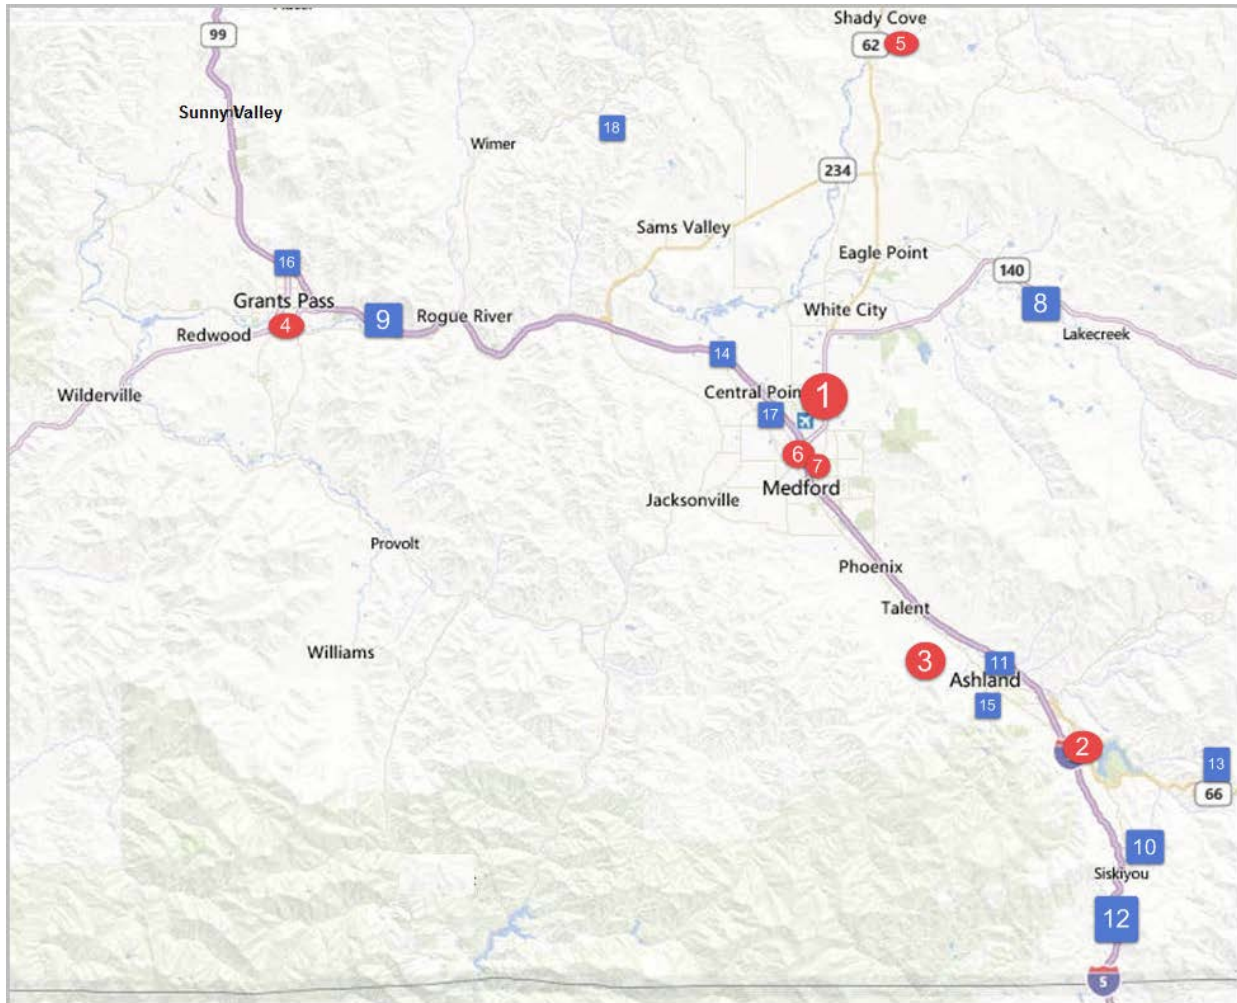 Shady Cove
99
62
5
Sunny Valley
18
Wimer
234
Sams Valley
Eagle Point
16
140
Grants Pass
8
White City
9
Rogue River
4
Redwood
Lakecreek
14
Wilderville
Central Poin
1
17
6
7
Medford
Jacksonville
Provolt
Phoenix
Talent
Williams
3
11
Ashland
15
2
13
66
10
Siskiyou
12
5